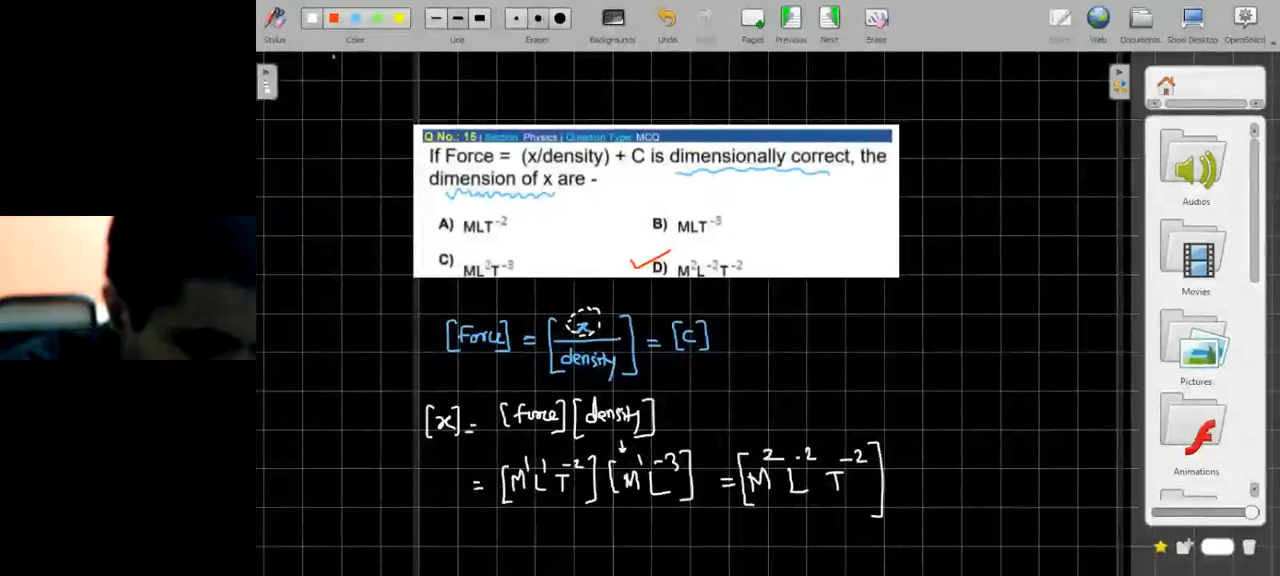 Stylus Color Line Eraser Backgrounds Undo Pages Previous Next Erase Web Documents Show Desktop OpenBoard
Q No.: 15 | Section Physics | Question Type: MCQ
If Force = (x/density) + C is dimensionally correct, the
dimension of x are -
A) MLT⁻² B) MLT⁻³
C) ML²T⁻³ D) M²L⁻²T⁻²
[Force] = [x/density] = [C]
[x] = [force][density]
= [M¹L¹T⁻²][M¹L⁻³] = [M²L⁻²T⁻²]
Audios
Movies
Pictures
Animations